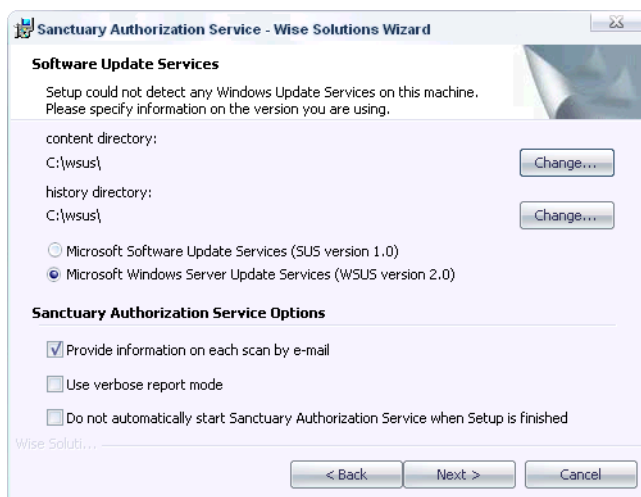 Sanctuary Authorization Service - Wise Solutions Wizard
Software Update Services
Setup could not detect any Windows Update Services on this machine.
Please specify information on the version you are using.
content directory:
C:\wsus\
Change...
history directory:
C:\wsus\
Change...
Microsoft Software Update Services (SUS version 1.0)
Microsoft Windows Server Update Services (WSUS version 2.0)
Sanctuary Authorization Service Options
Provide information on each scan by e-mail
Use verbose report mode
Do not automatically start Sanctuary Authorization Service when Setup is finished
Wise Soluti...
< Back
Next >
Cancel